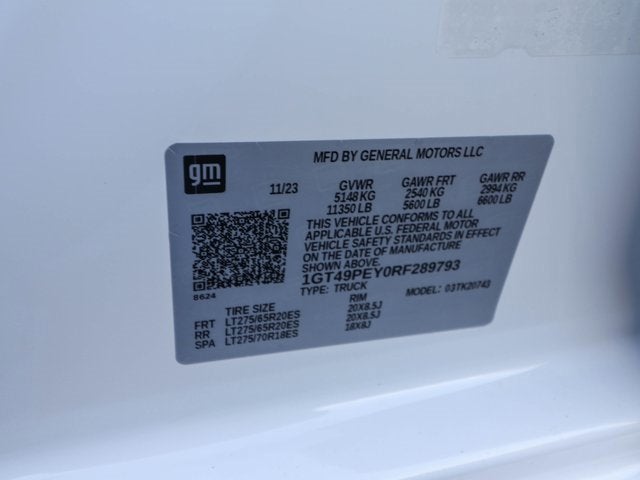 gm
MFD BY GENERAL MOTORS LLC
11/23 GVWR GAWR FRT GAWR RR
5148 KG 2540 KG 2994 KG
11350 LB 5600 LB 6600 LB
THIS VEHICLE CONFORMS TO ALL
APPLICABLE U.S. FEDERAL MOTOR
VEHICLE SAFETY STANDARDS IN EFFECT
ON THE DATE OF MANUFACTURE
SHOWN ABOVE.
1GT49PEY0RF289793
8624
TYPE: TRUCK MODEL: 03TK20743
TIRE SIZE RIM
FRT LT275/65R20ES 20X8.5J
RR LT275/65R20ES 20X8.5J
SPA LT275/70R18ES 18X8J